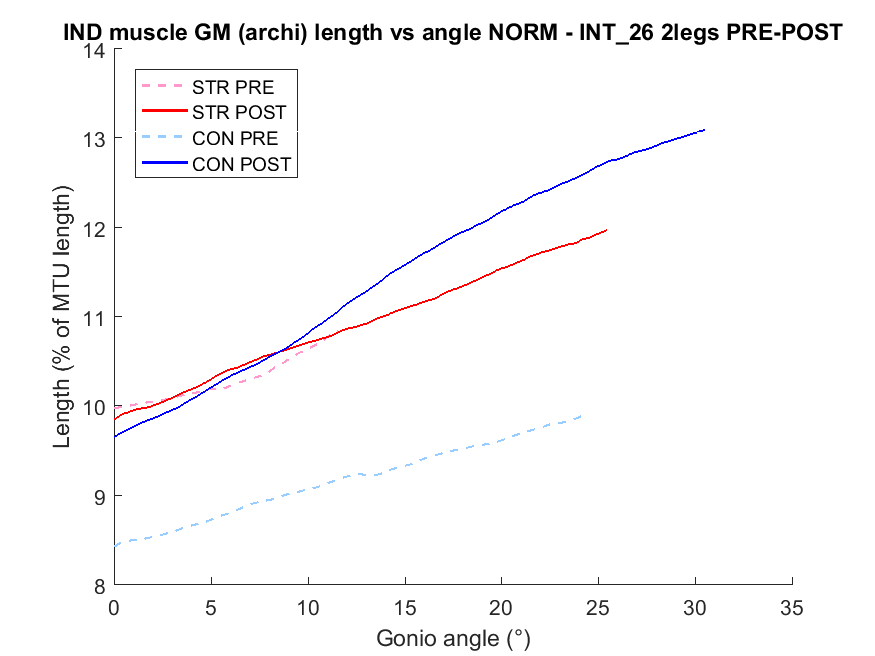 IND muscle GM (archi) length vs angle NORM - INT_26 2legs PRE-POST
14
13
12
11
10
9
8
Length (% of MTU length)
STR PRE
STR POST
CON PRE
CON POST
0 5 10 15 20 25 30 35
Gonio angle (°)